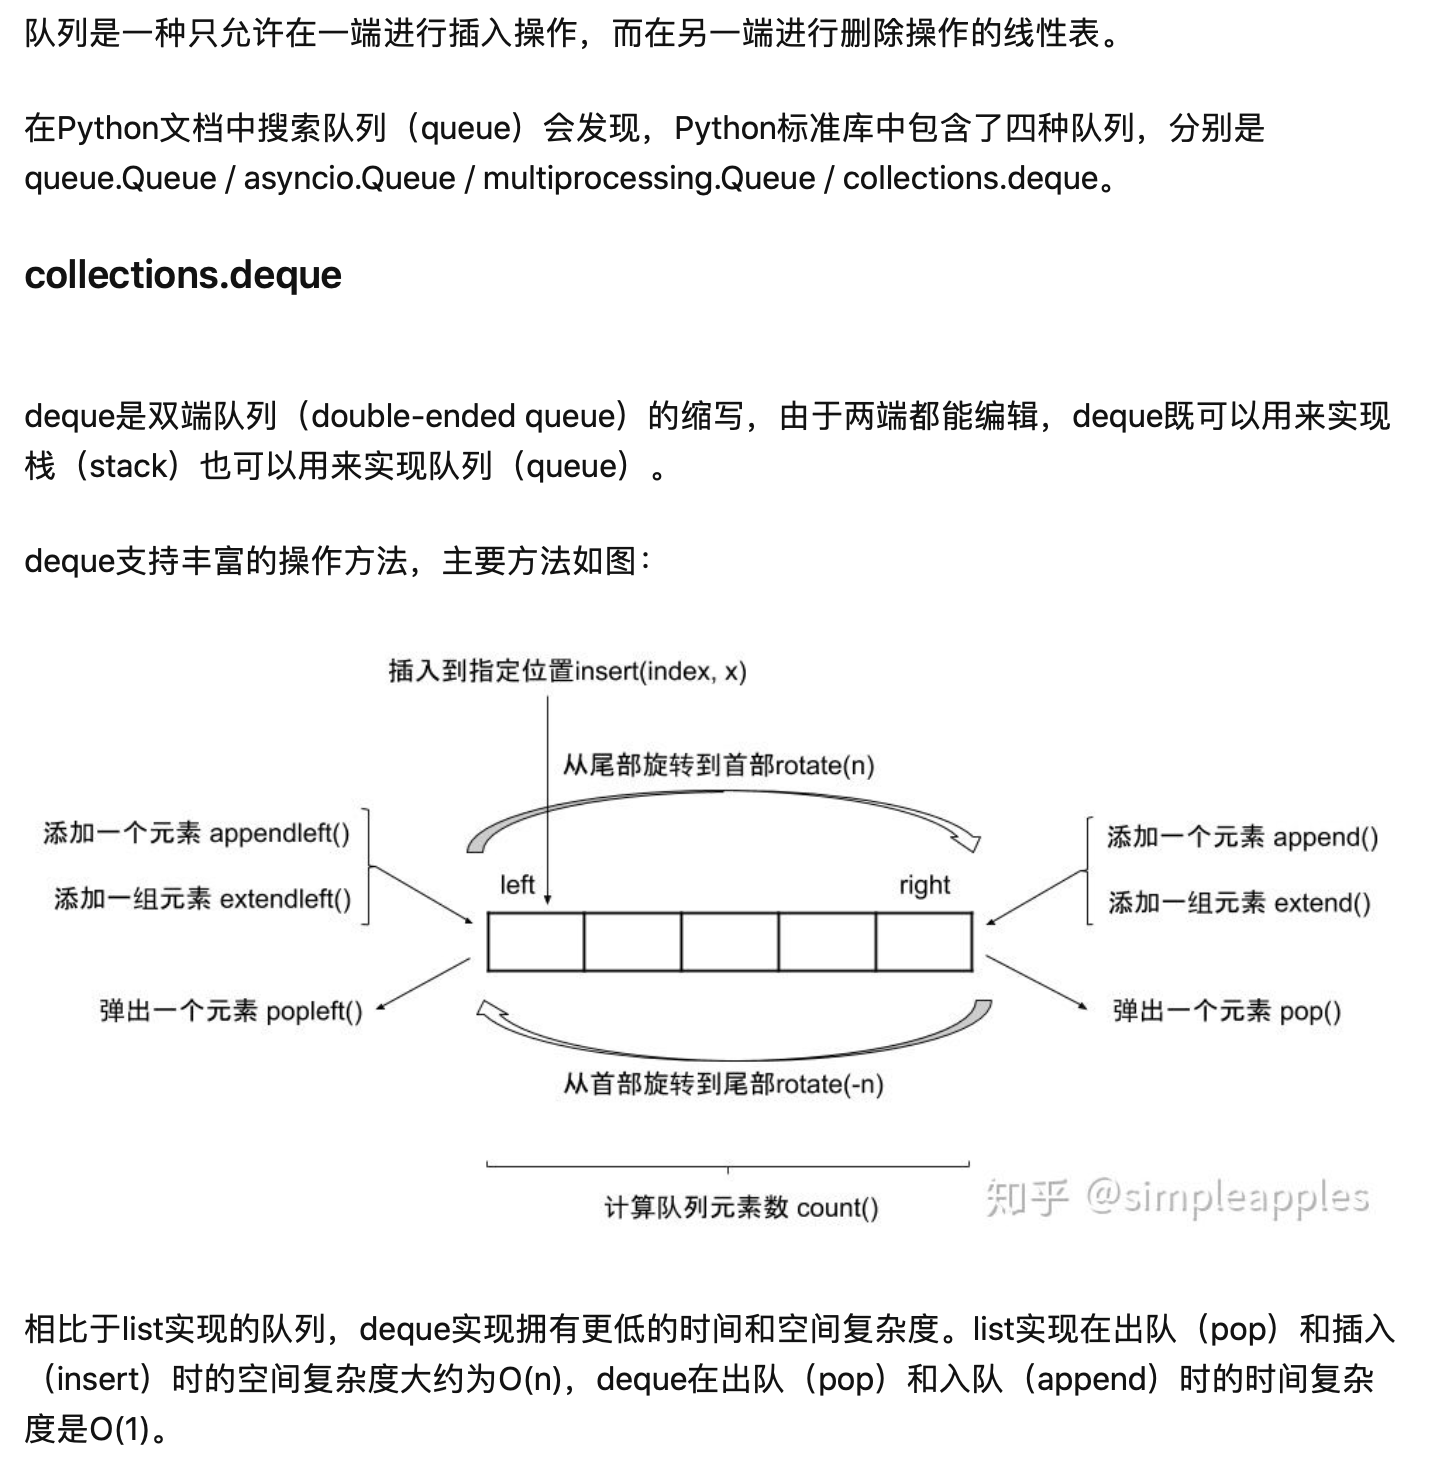 队列是一种只允许在一端进行插入操作，而在另一端进行删除操作的线性表。
在Python文档中搜索队列（queue）会发现，Python标准库中包含了四种队列，分别是
queue.Queue / asyncio.Queue / multiprocessing.Queue / collections.deque。
collections.deque
deque是双端队列（double-ended queue）的缩写，由于两端都能编辑，deque既可以用来实现
栈（stack）也可以用来实现队列（queue）。
deque支持丰富的操作方法，主要方法如图：
插入到指定位置insert(index, x)
从尾部旋转到首部rotate(n)
添加一个元素 appendleft()
添加一个元素 append()
left
right
添加一组元素 extendleft()
添加一组元素 extend()
弹出一个元素 popleft()
弹出一个元素 pop()
从首部旋转到尾部rotate(-n)
计算队列元素数 count()
知乎 @simpleapples
相比于list实现的队列，deque实现拥有更低的时间和空间复杂度。list实现在出队（pop）和插入
（insert）时的空间复杂度大约为O(n)，deque在出队（pop）和入队（append）时的时间复杂
度是O(1)。